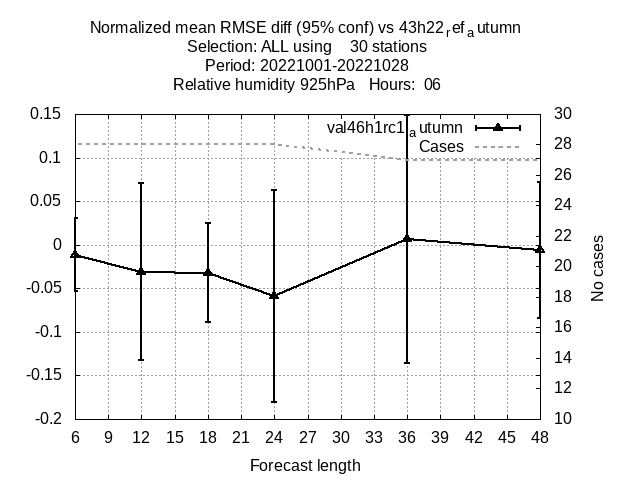 Normalized mean RMSE diff (95% conf) vs 43h22refautumn
Selection: ALL using 30 stations
Period: 20221001-20221028
Relative humidity 925hPa Hours: 06
val46h1rc1autumn
Cases
0.15
0.1
0.05
0
-0.05
-0.1
-0.15
-0.2
30
28
26
24
22
20
18
16
14
12
10
No cases
6 9 12 15 18 21 24 27 30 33 36 39 42 45 48
Forecast length